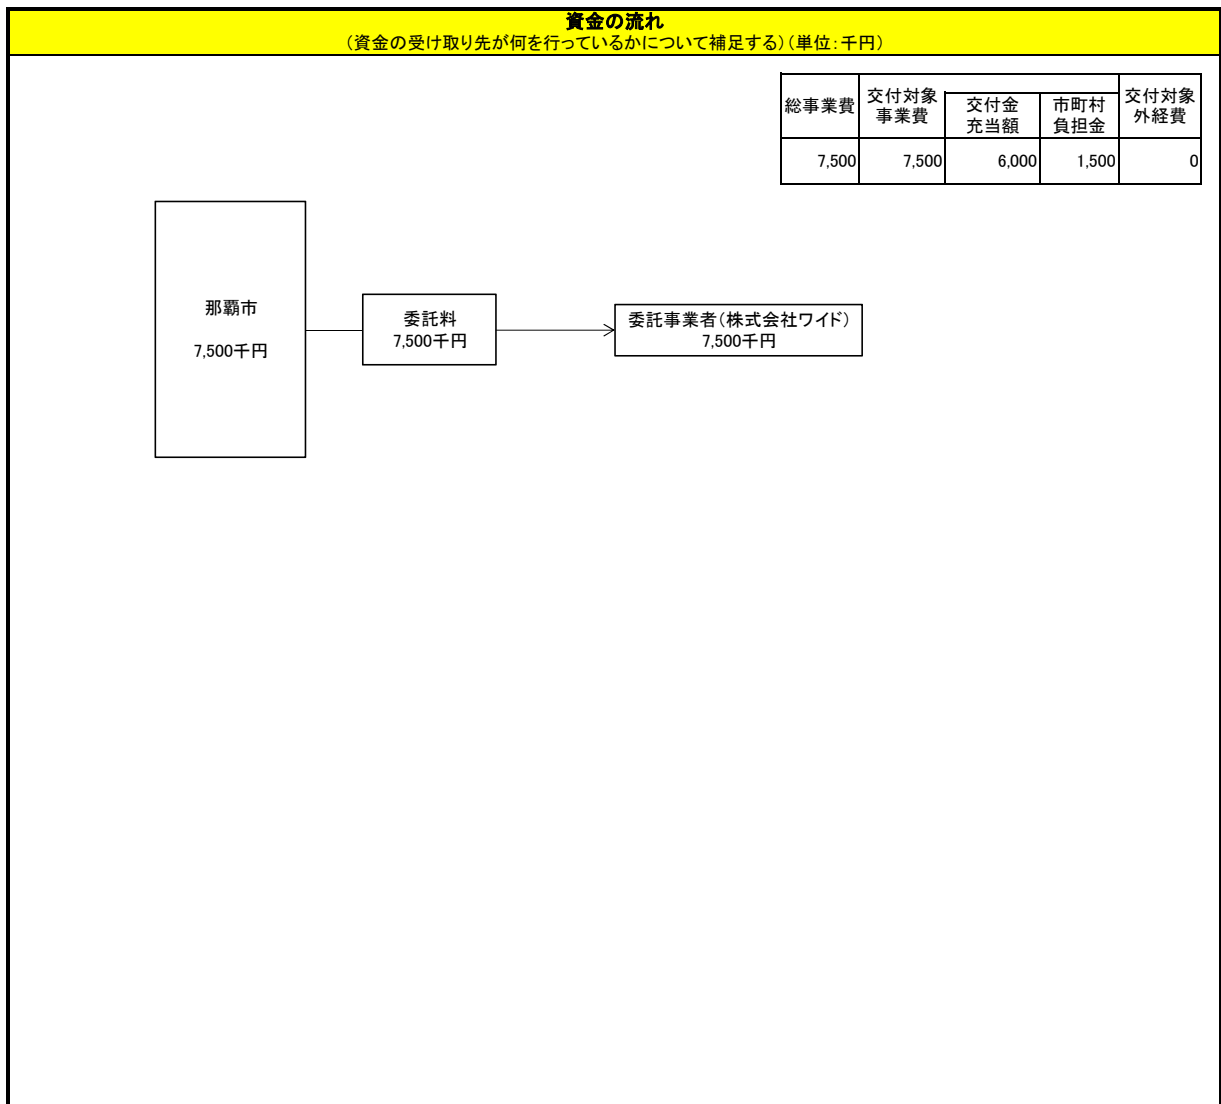 資金の流れ
（資金の受け取り先が何を行っているかについて補足する）（単位：千円）
総事業費
交付対象
事業費
交付金
充当額
市町村
負担金
交付対象
外経費
7,500
7,500
6,000
1,500
0
那覇市
7,500千円
委託料
7,500千円
委託事業者（株式会社ワイド）
7,500千円